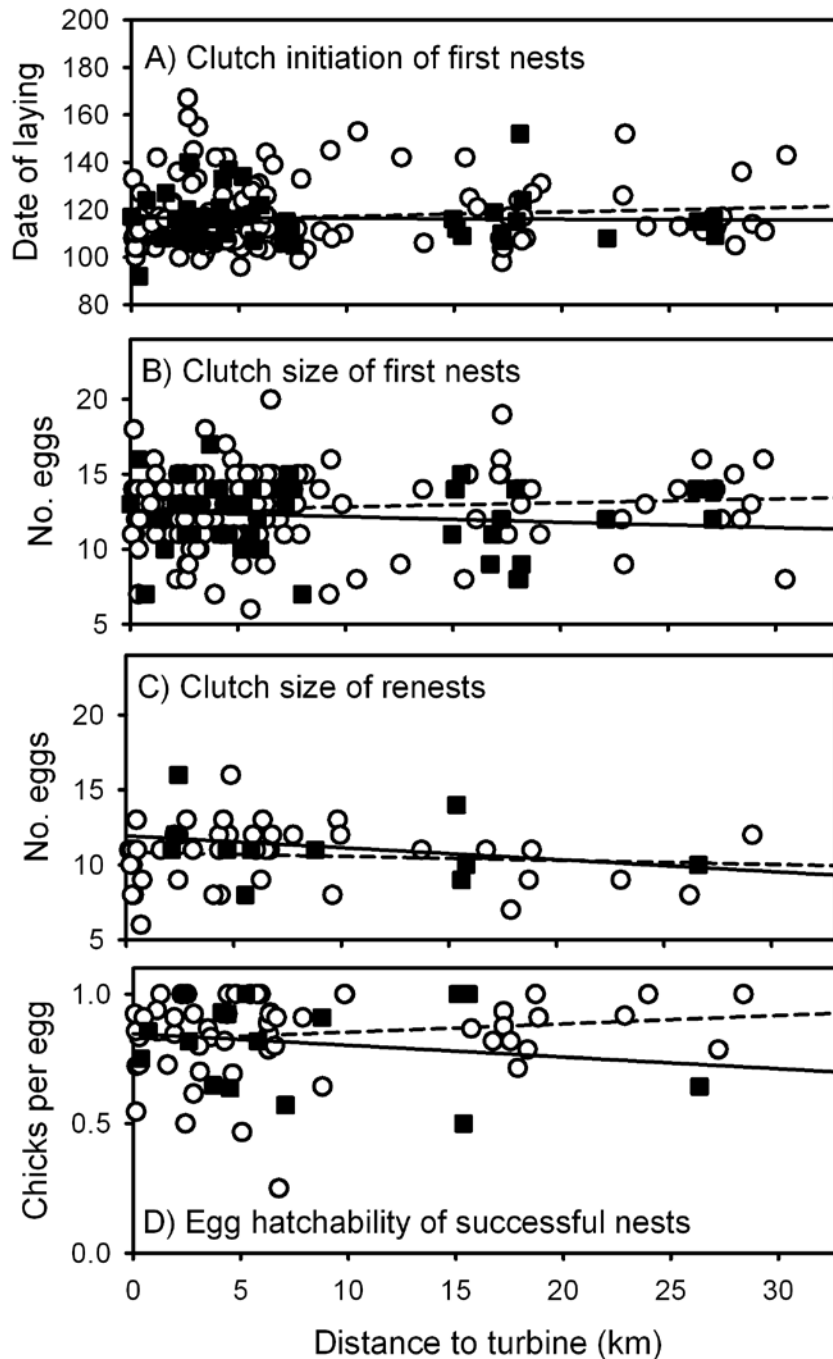 A) Clutch initiation of first nests
Date of laying
200
180
160
140
120
100
80
B) Clutch size of first nests
No. eggs
20
15
10
5
C) Clutch size of renests
No. eggs
20
15
10
5
Chicks per egg
1.0
0.5
0.0
D) Egg hatchability of successful nests
0 5 10 15 20 25 30
Distance to turbine (km)